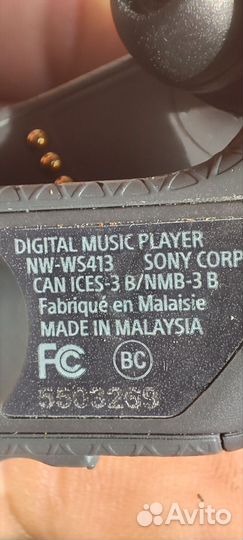 DIGITAL MUSIC PLAYER
NW-WS413 SONY CORP
CAN ICES-3 B/NMB-3 B
Fabriqué en Malaisie
MADE IN MALAYSIA
FC BC
5503269
Avito